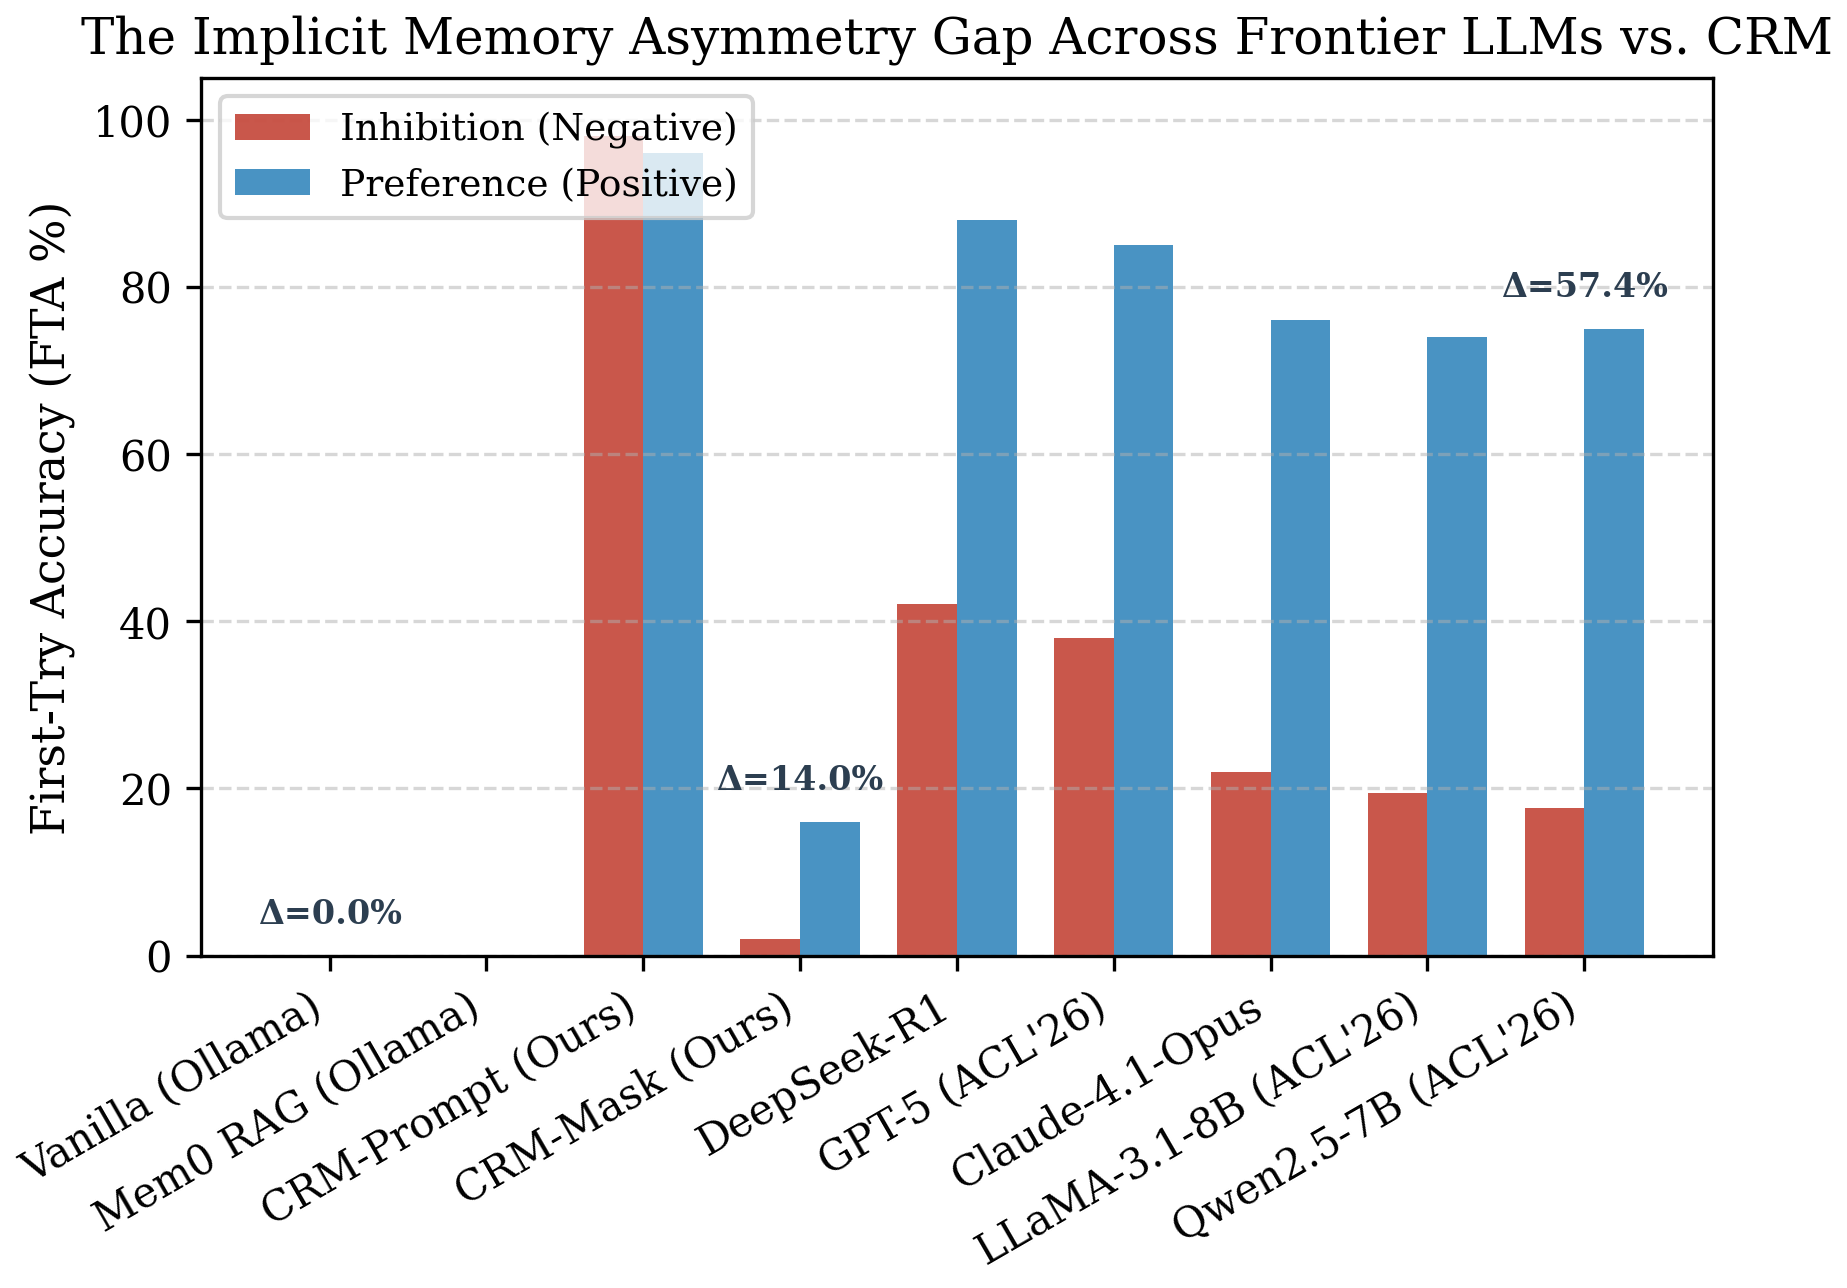 The Implicit Memory Asymmetry Gap Across Frontier LLMs vs. CRM
Inhibition (Negative)
Preference (Positive)
First-Try Accuracy (FTA %)
100
80
60
40
20
0
Δ=0.0%
Δ=14.0%
Δ=57.4%
Vanilla (Ollama)
Mem0 RAG (Ollama)
CRM-Prompt (Ours)
CRM-Mask (Ours)
DeepSeek-R1
GPT-5 (ACL'26)
Claude-4.1-Opus
LLaMA-3.1-8B (ACL'26)
Qwen2.5-7B (ACL'26)